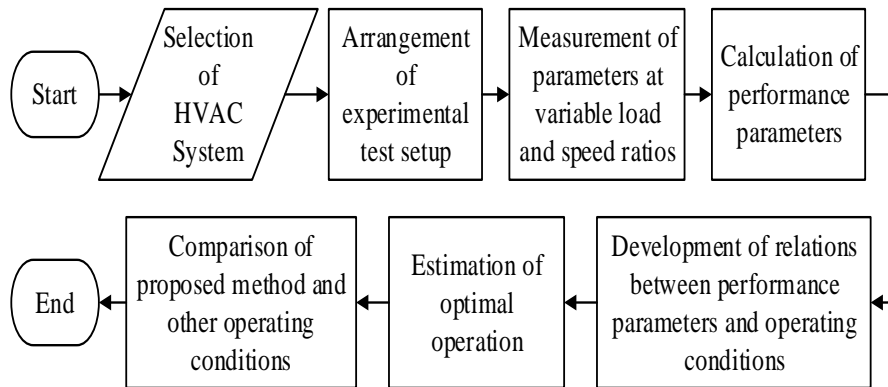 Start
Selection
of
HVAC
System
Arrangement
of
experimental
test setup
Measurement of
parameters at
variable load
and speed ratios
Calculation of
performance
parameters
Development of relations
between performance
parameters and operating
conditions
Estimation of
optimal
operation
Comparison of
proposed method and
other operating
conditions
End